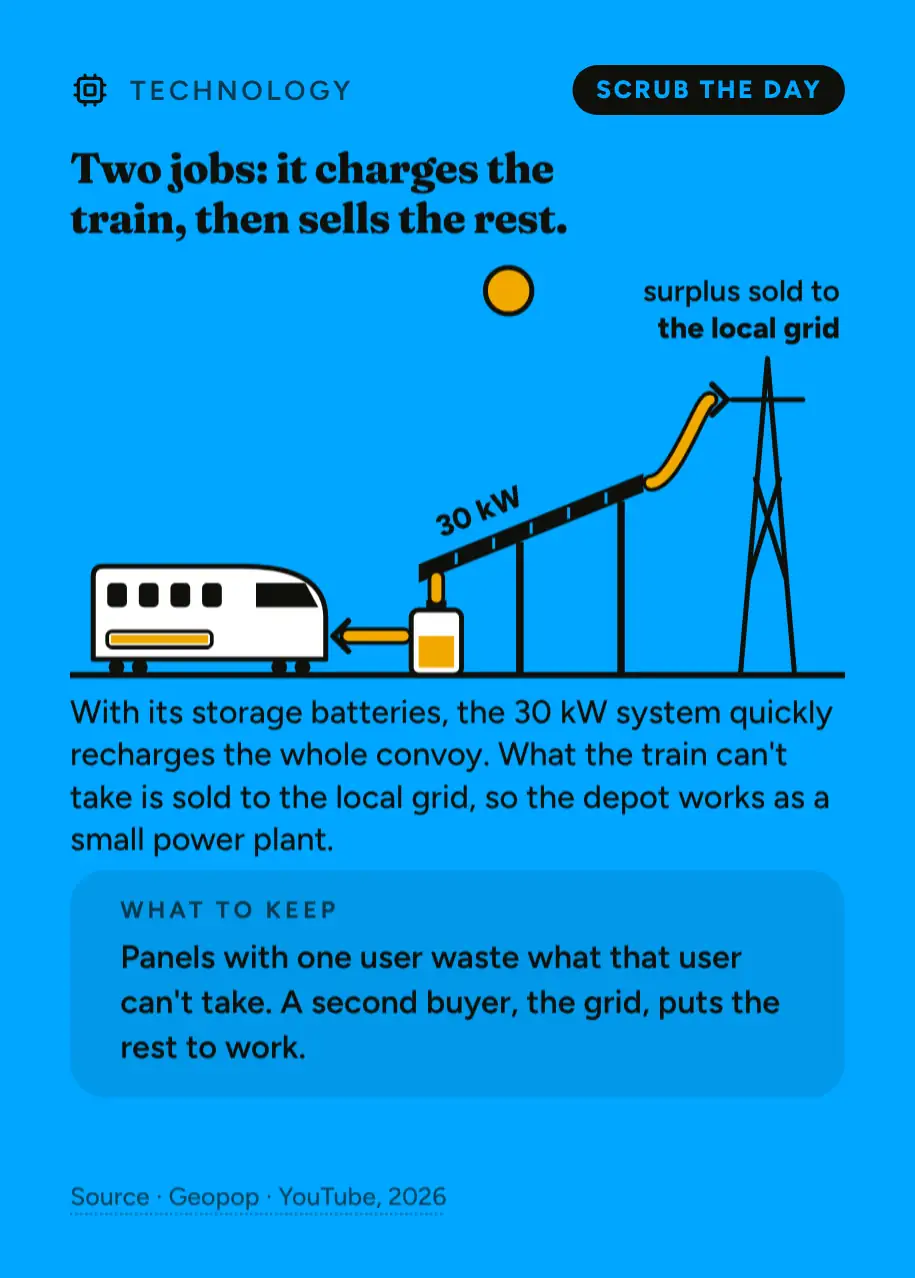 TECHNOLOGY
SCRUB THE DAY
Two jobs: it charges the
train, then sells the rest.
surplus sold to
the local grid
30 kW
With its storage batteries, the 30 kW system quickly
recharges the whole convoy. What the train can't
take is sold to the local grid, so the depot works as a
small power plant.
WHAT TO KEEP
Panels with one user waste what that user
can't take. A second buyer, the grid, puts the
rest to work.
Source · Geopop · YouTube, 2026